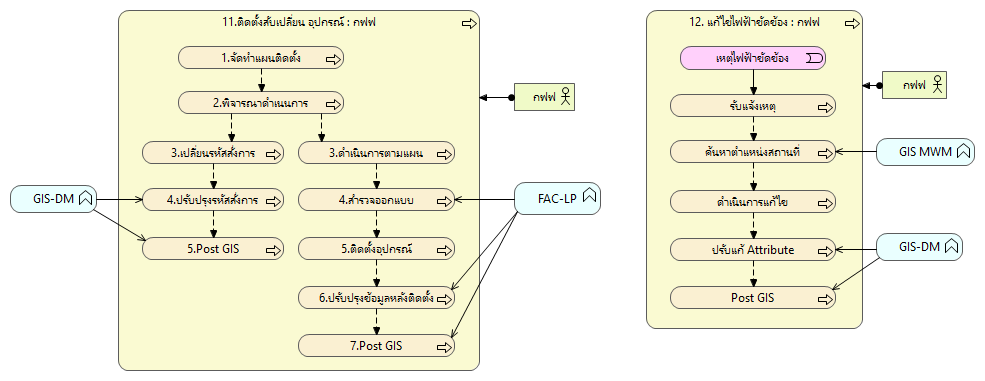 11.ติดตั้งสับเปลี่ยน อุปกรณ์ : กฟฟ
1.จัดทำแผนติดตั้ง
2.พิจารณาดำเนินการ
3.เปลี่ยนรหัสสั่งการ
3.ดำเนินการตามแผน
GIS-DM
4.ปรับปรุงรหัสสั่งการ
4.สำรวจออกแบบ
FAC-LP
5.Post GIS
5.ติดตั้งอุปกรณ์
6.ปรับปรุงข้อมูลหลังติดตั้ง
7.Post GIS
กฟฟ
12. แก้ไขไฟฟ้าขัดข้อง : กฟฟ
เหตุไฟฟ้าขัดข้อง
กฟฟ
รับแจ้งเหตุ
ค้นหาตำแหน่งสถานที่
GIS MWM
ดำเนินการแก้ไข
ปรับแก้ Attribute
GIS-DM
Post GIS